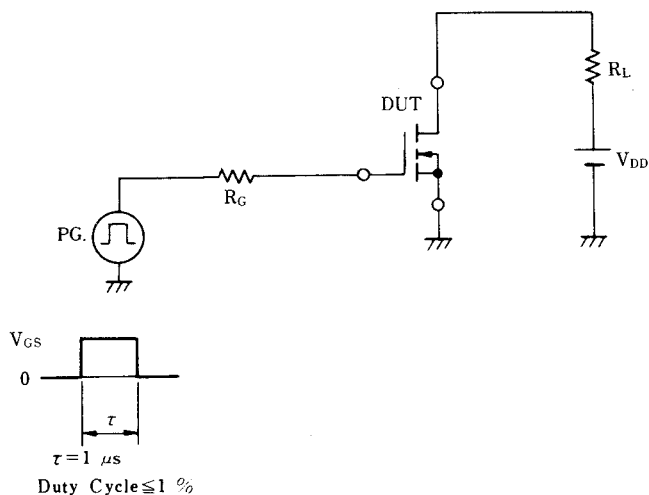 R_L
DUT
V_DD
R_G
PG.
V_GS
0
τ
τ=1 μs
Duty Cycle≦1 %